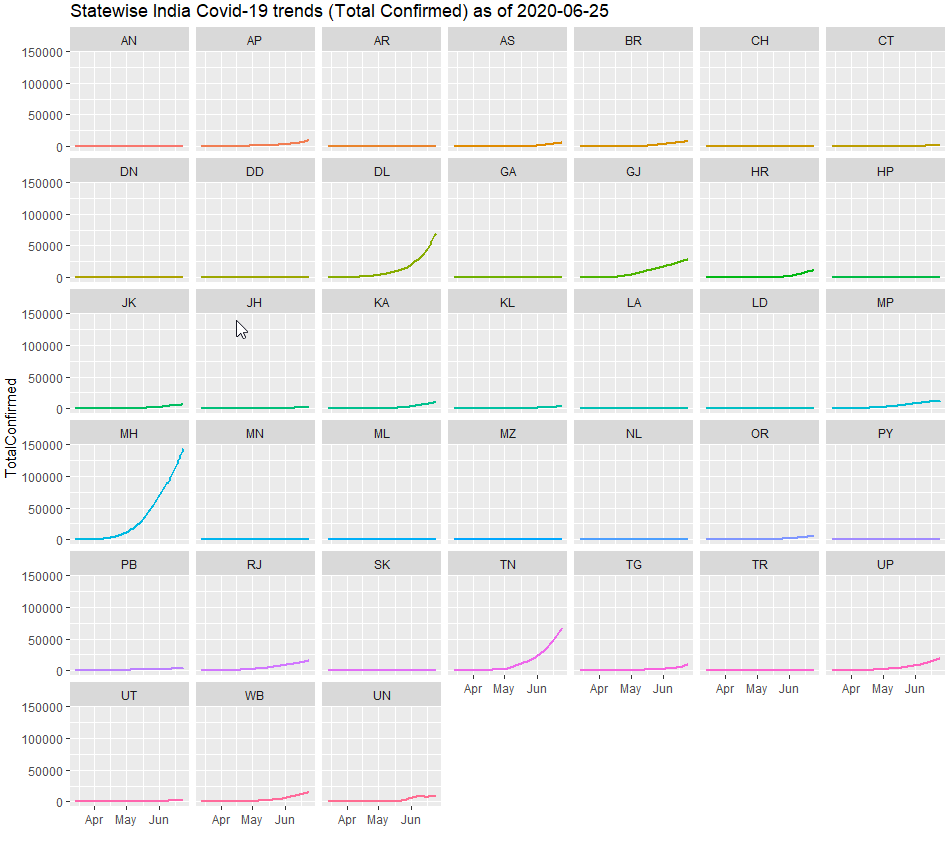 Statewise India Covid-19 trends (Total Confirmed) as of 2020-06-25
AN AP AR AS BR CH CT
150000
100000
50000
0
DN DD DL GA GJ HR HP
150000
100000
50000
0
JK JH KA KL LA LD MP
150000
100000
50000
0
TotalConfirmed
MH MN ML MZ NL OR PY
150000
100000
50000
0
PB RJ SK TN TG TR UP
150000
100000
50000
0
Apr May Jun Apr May Jun Apr May Jun Apr May Jun
UT WB UN
150000
100000
50000
0
Apr May Jun Apr May Jun Apr May Jun